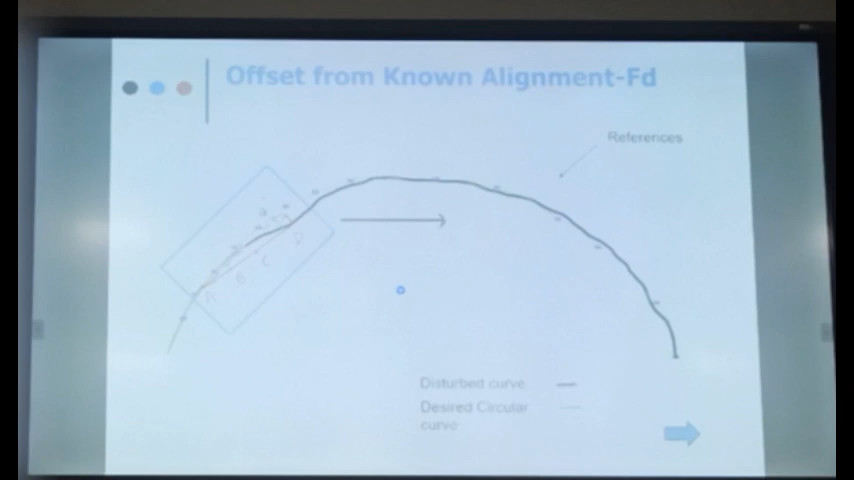 Offset from Known Alignment-Fd
References
A
B
C
D
Disturbed curve
Desired Circular
curve